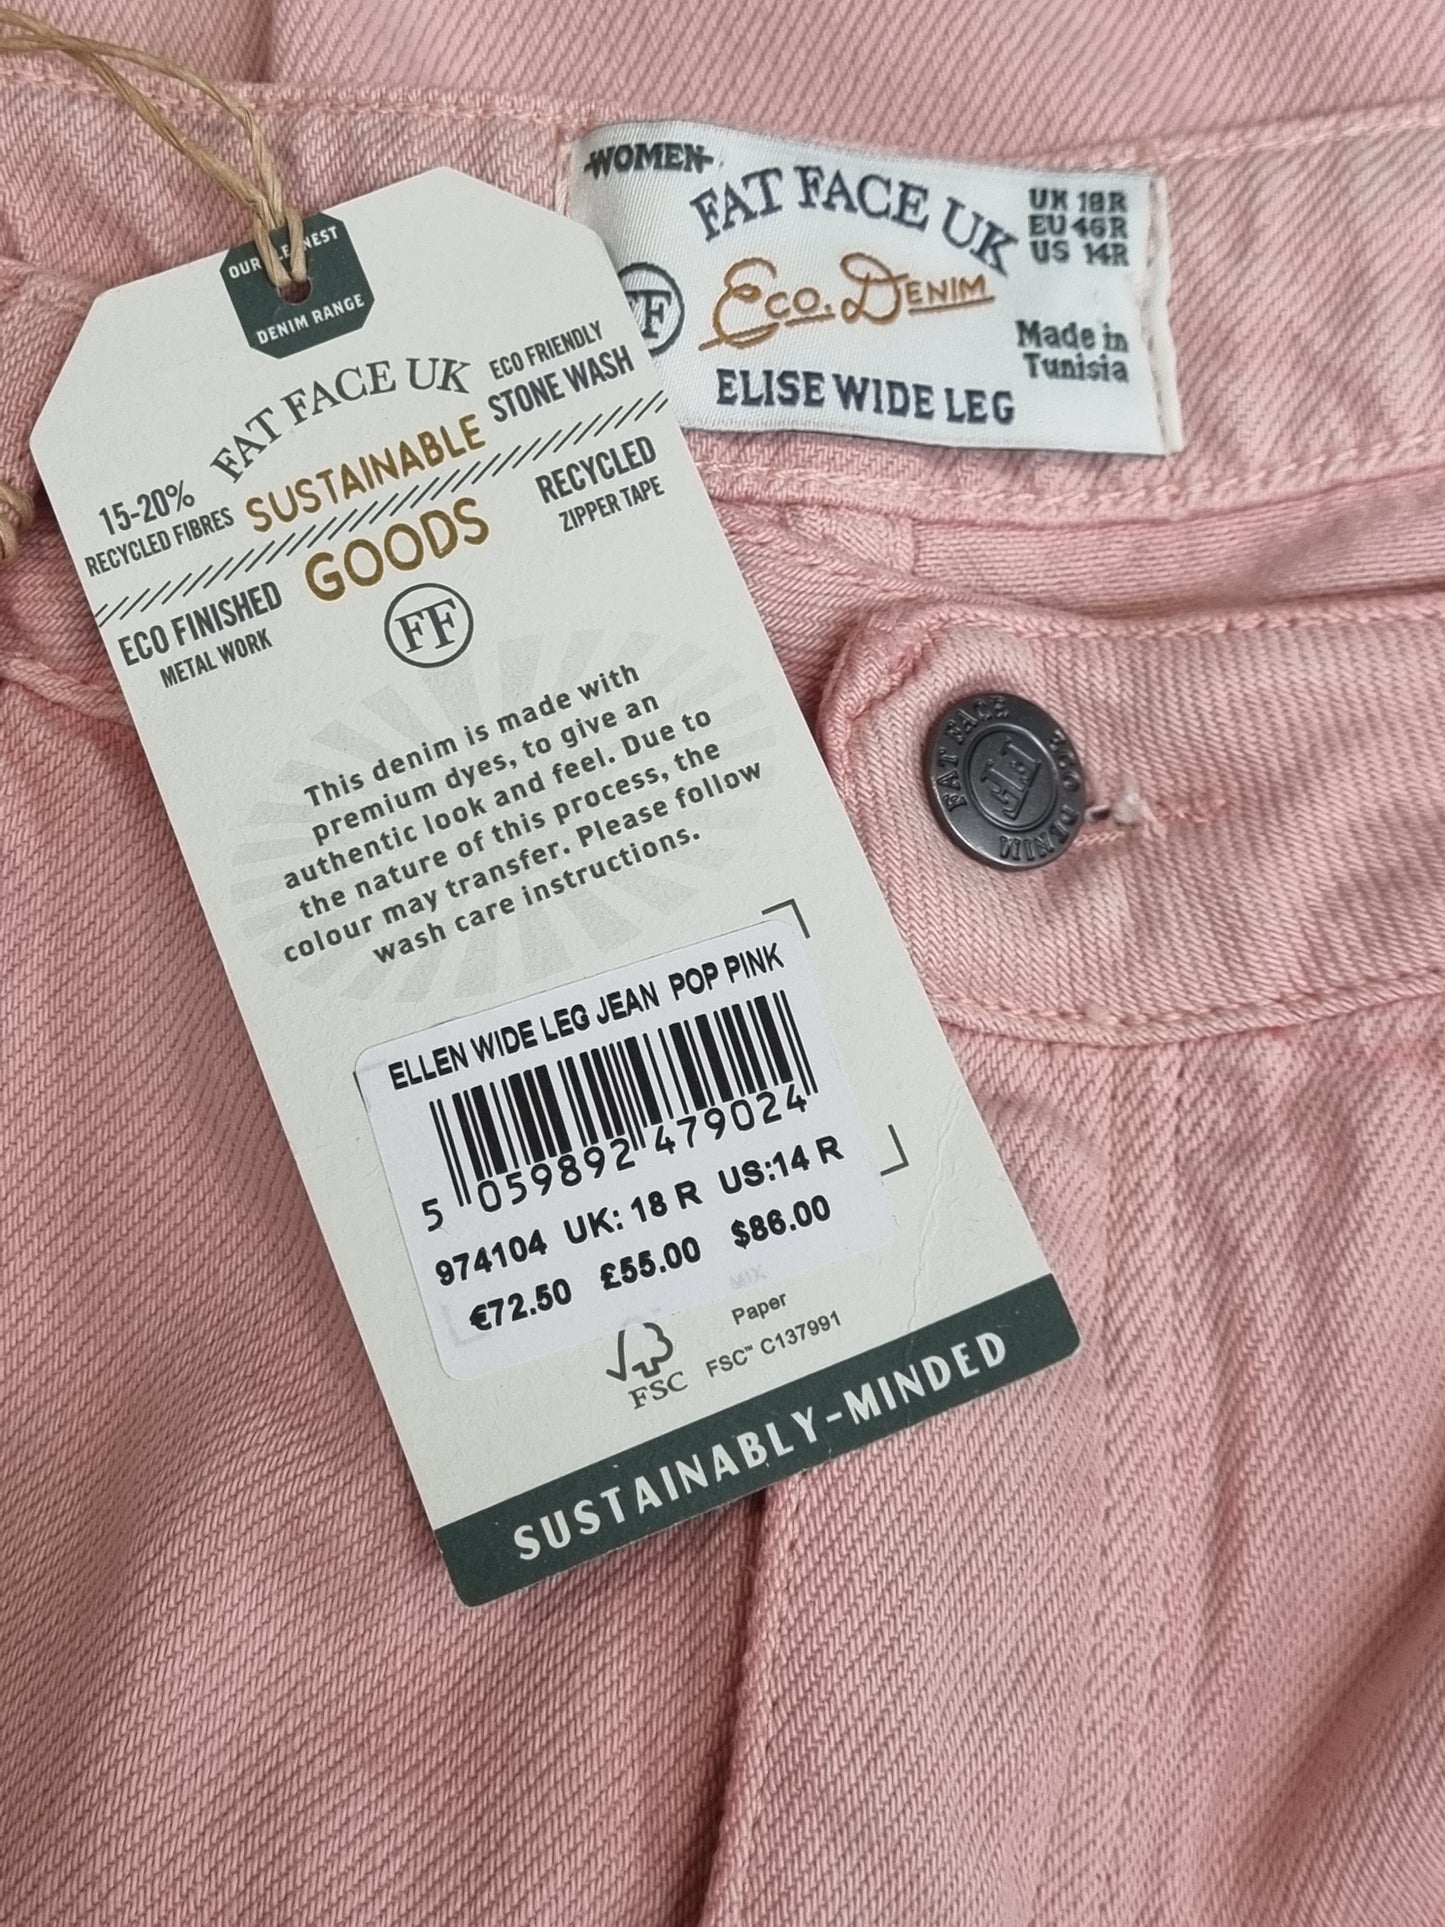 WOMEN
FAT FACE UK
Eco. DENIM
ELISE WIDE LEG
UK 18R
EU 46R
US 14R
Made in
Tunisia
FF
OUR
DENIM RANGE
FAT FACE UK
SUSTAINABLE
GOODS
ECO FRIENDLY
STONE WASH
15-20%
RECYCLED FIBRES
RECYCLED
ZIPPER TAPE
ECO FINISHED
METAL WORK
FF
This denim is made with
premium dyes, to give an
authentic look and feel. Due to
the nature of this process, the
colour may transfer. Please follow
wash care instructions.
ELLEN WIDE LEG JEAN POP PINK
5 059892 479024
974104 UK: 18 R US:14 R
€72.50 £55.00 $86.00
MIX
Paper
FSC™ C137991
FSC
SUSTAINABLY-MINDED
FAT FACE
ECO DENIM
FF